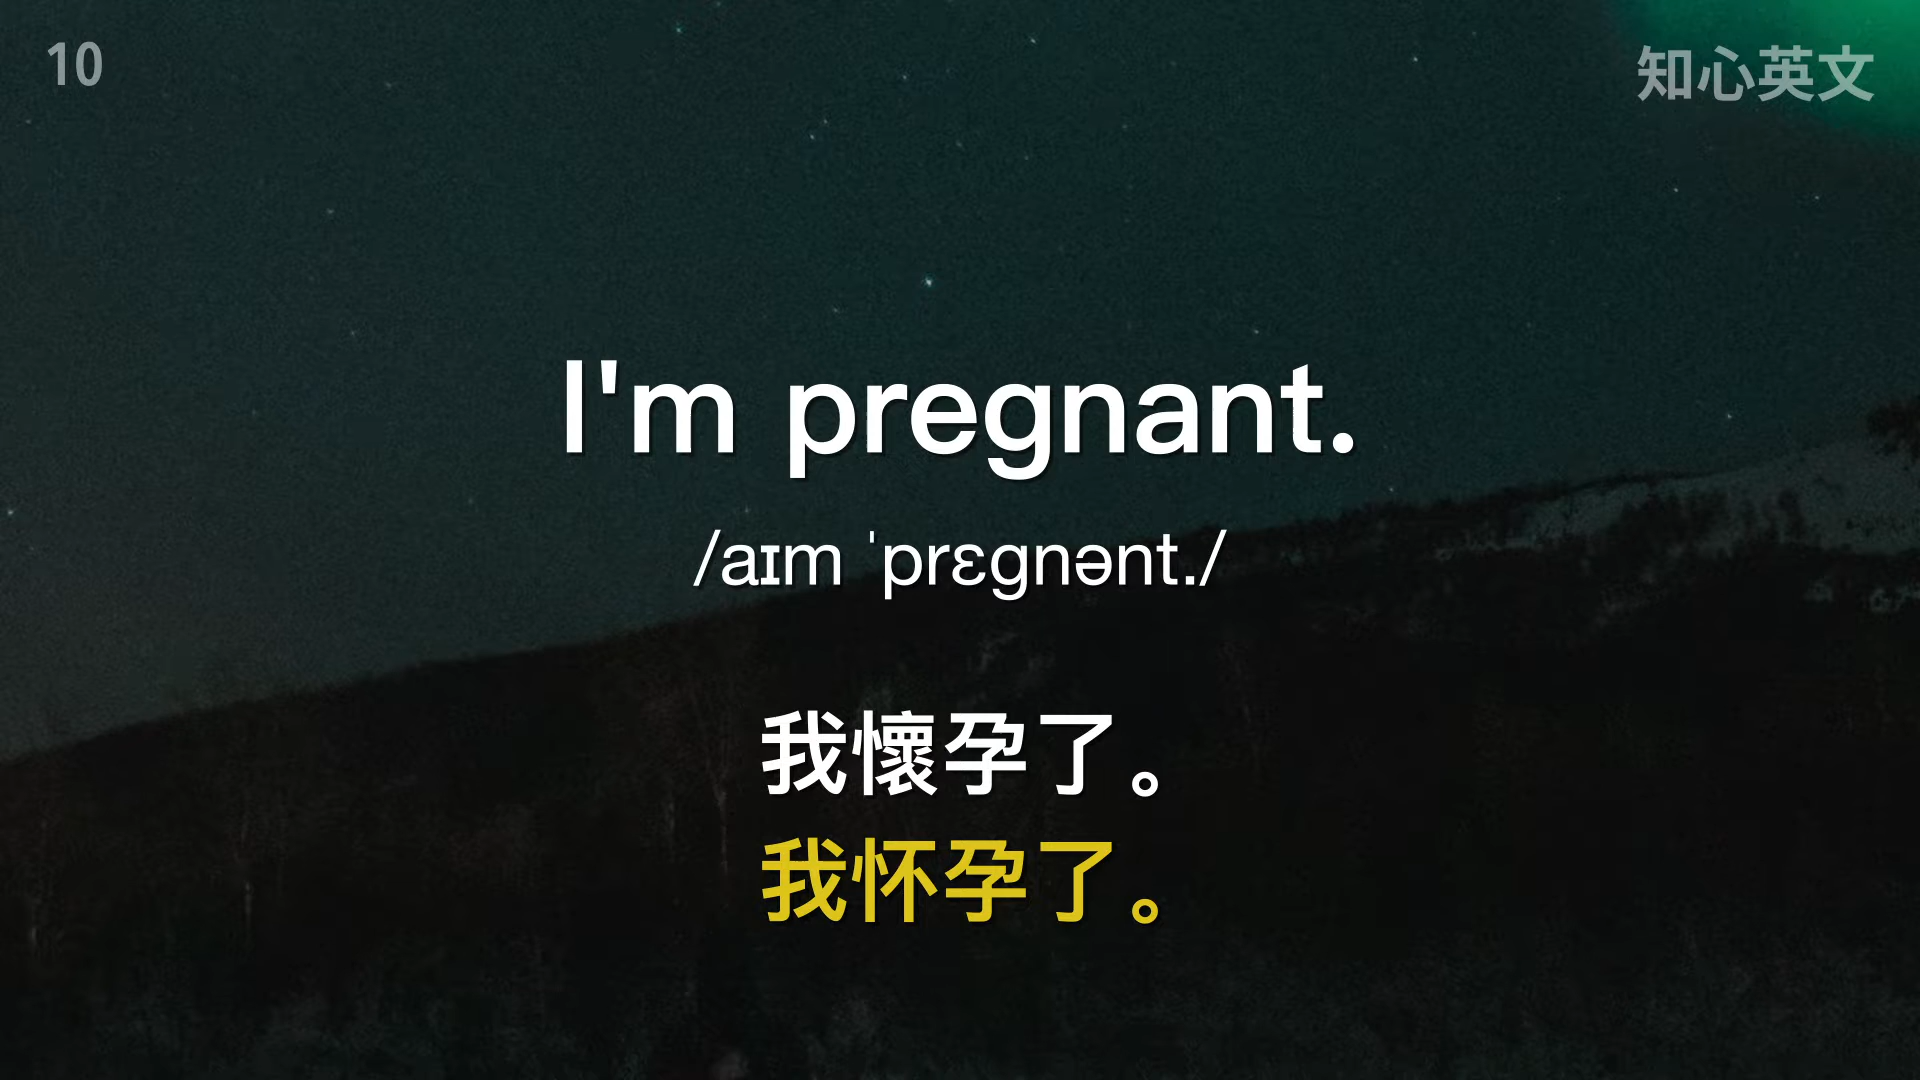 10
知心英文
I'm pregnant.
/aɪm ˈprɛgnənt./
我懷孕了。
我怀孕了。